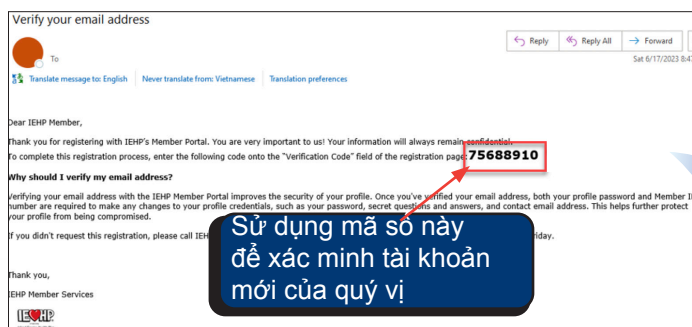 Verify your email address
Reply
Reply All
Forward
To
Sat 6/17/2023 8:47
Translate message to: English
Never translate from: Vietnamese
Translation preferences
Dear IEHP Member,
Thank you for registering with IEHP's Member Portal. You are very important to us! Your information will always remain confidential.
To complete this registration process, enter the following code onto the "Verification Code" field of the registration page: 75688910
Why should I verify my email address?
Verifying your email address with the IEHP Member Portal improves the security of your profile. Once you've verified your email address, both your profile password and Member ID
number are required to make any changes to your profile credentials, such as your password, secret questions and answers, and contact email address. This helps further protect
your profile from being compromised.
If you didn't request this registration, please call IEH
Sử dụng mã số này
để xác minh tài khoản
mới của quý vị
Thank you,
IEHP Member Services
IEHP